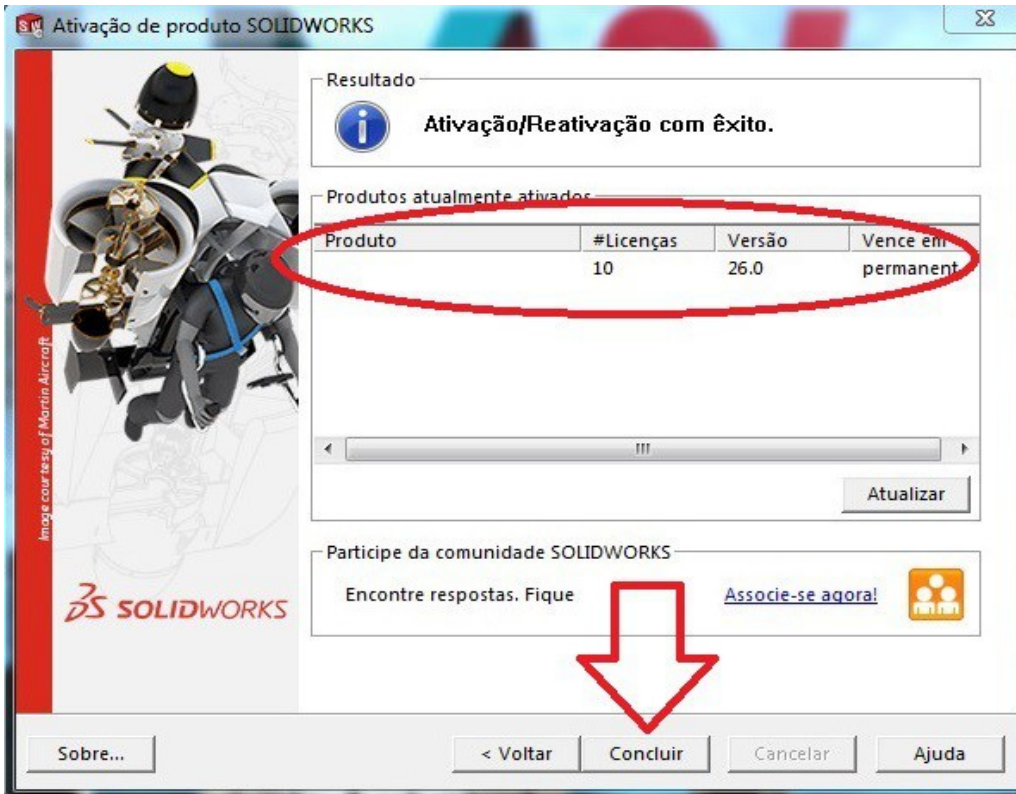 Ativação de produto SOLIDWORKS
Resultado
Ativação/Reativação com êxito.
Produtos atualmente ativados
Produto #Licenças Versão Vence em
10 26.0 permanent
Atualizar
Image courtesy of Martin Aircraft
Participe da comunidade SOLIDWORKS
Encontre respostas. Fique Associe-se agora!
SOLIDWORKS
Sobre... < Voltar Concluir Cancelar Ajuda